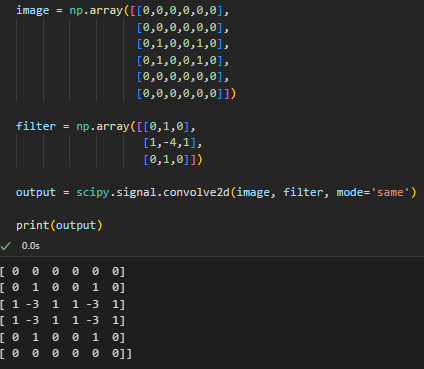 image = np.array([[0,0,0,0,0,0],
[0,0,0,0,0,0],
[0,1,0,0,1,0],
[0,1,0,0,1,0],
[0,0,0,0,0,0],
[0,0,0,0,0,0]])
filter = np.array([[0,1,0],
[1,-4,1],
[0,1,0]])
output = scipy.signal.convolve2d(image, filter, mode='same')
print(output)
0.0s
[ 0 0 0 0 0 0]
[ 0 1 0 0 1 0]
[ 1 -3 1 1 -3 1]
[ 1 -3 1 1 -3 1]
[ 0 1 0 0 1 0]
[ 0 0 0 0 0 0]]